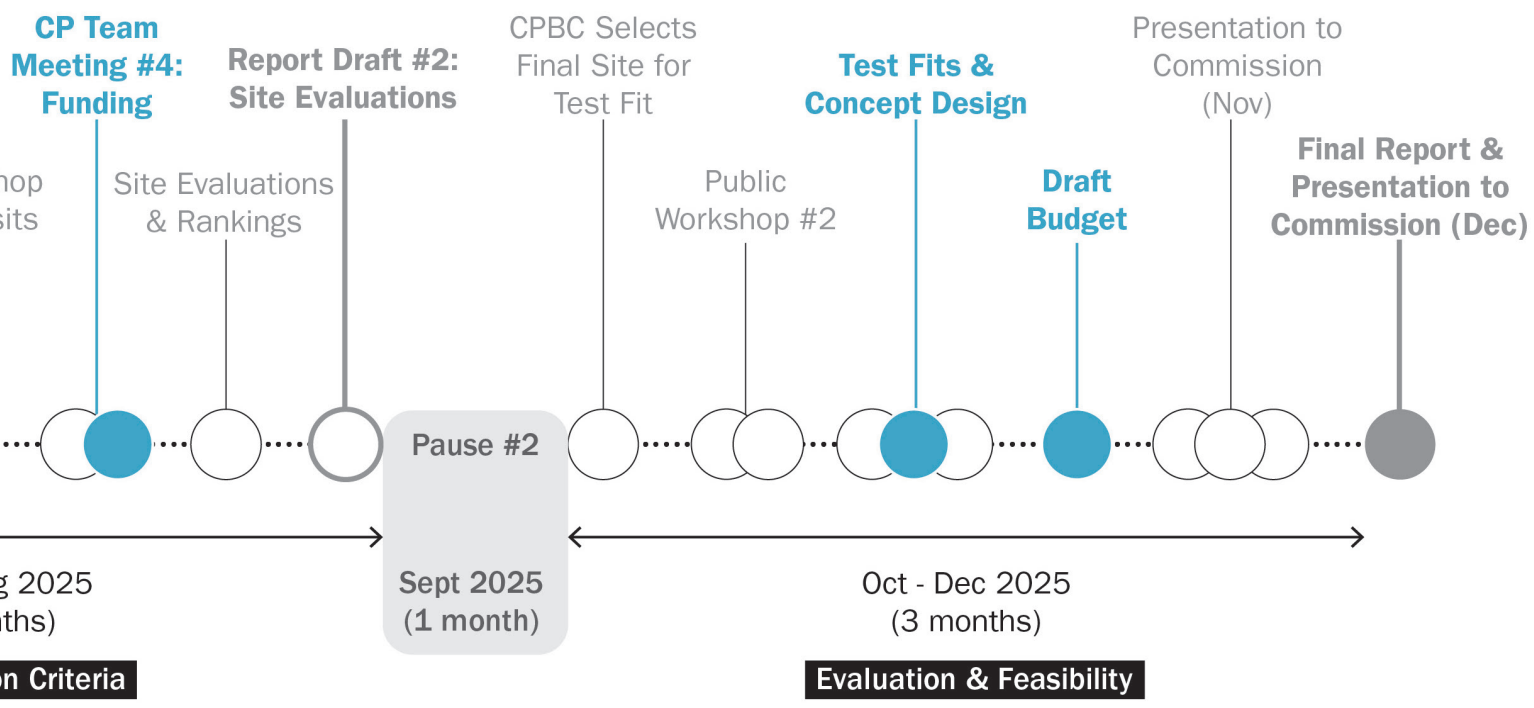 CP Team
Meeting #4:
Funding
Report Draft #2:
Site Evaluations
CPBC Selects
Final Site for
Test Fit
Test Fits &
Concept Design
Presentation to
Commission
(Nov)
Site Evaluations
& Rankings
Public
Workshop #2
Draft
Budget
Final Report &
Presentation to
Commission (Dec)
Pause #2
2025
Sept 2025
(1 month)
Oct - Dec 2025
(3 months)
Criteria
Evaluation & Feasibility